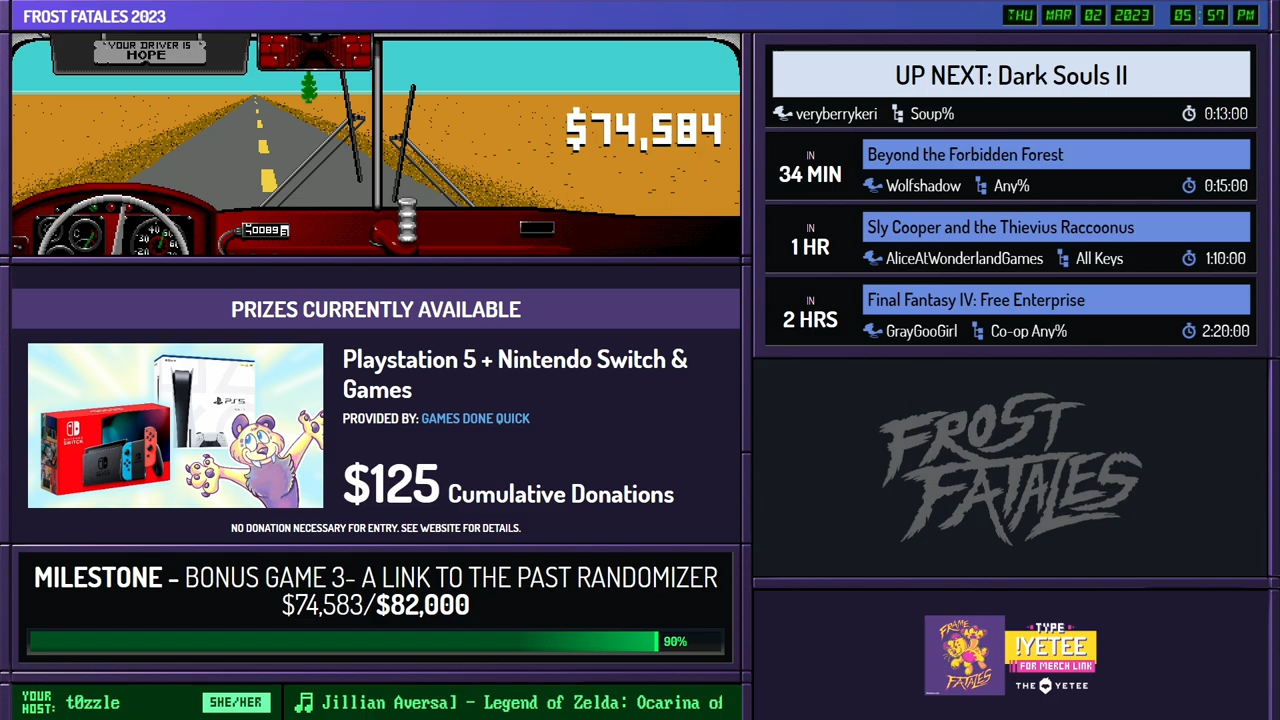 FROST FATALES 2023
THU MAR 02 2023 05:57 PM
"YOUR DRIVER IS
HOPE
$74,584
UP NEXT: Dark Souls II
veryberrykeri Soup% 0:13:00
IN
34 MIN
Beyond the Forbidden Forest
Wolfshadow Any% 0:15:00
IN
1 HR
Sly Cooper and the Thievius Raccoonus
AliceAtWonderlandGames All Keys 1:10:00
IN
2 HRS
Final Fantasy IV: Free Enterprise
GrayGooGirl Co-op Any% 2:20:00
PRIZES CURRENTLY AVAILABLE
PS5
NINTENDO
SWITCH
Playstation 5 + Nintendo Switch &
Games
PROVIDED BY: GAMES DONE QUICK
$125 Cumulative Donations
NO DONATION NECESSARY FOR ENTRY. SEE WEBSITE FOR DETAILS.
FROST
FATALES
MILESTONE - BONUS GAME 3- A LINK TO THE PAST RANDOMIZER
$74,583/$82,000
90%
FRAME
FATALES
TYPE
!YETEE
FOR MERCH LINK
THE YETEE
YOUR
HOST: t0zzle SHE/HER
Jillian Aversal - Legend of Zelda: Ocarina of